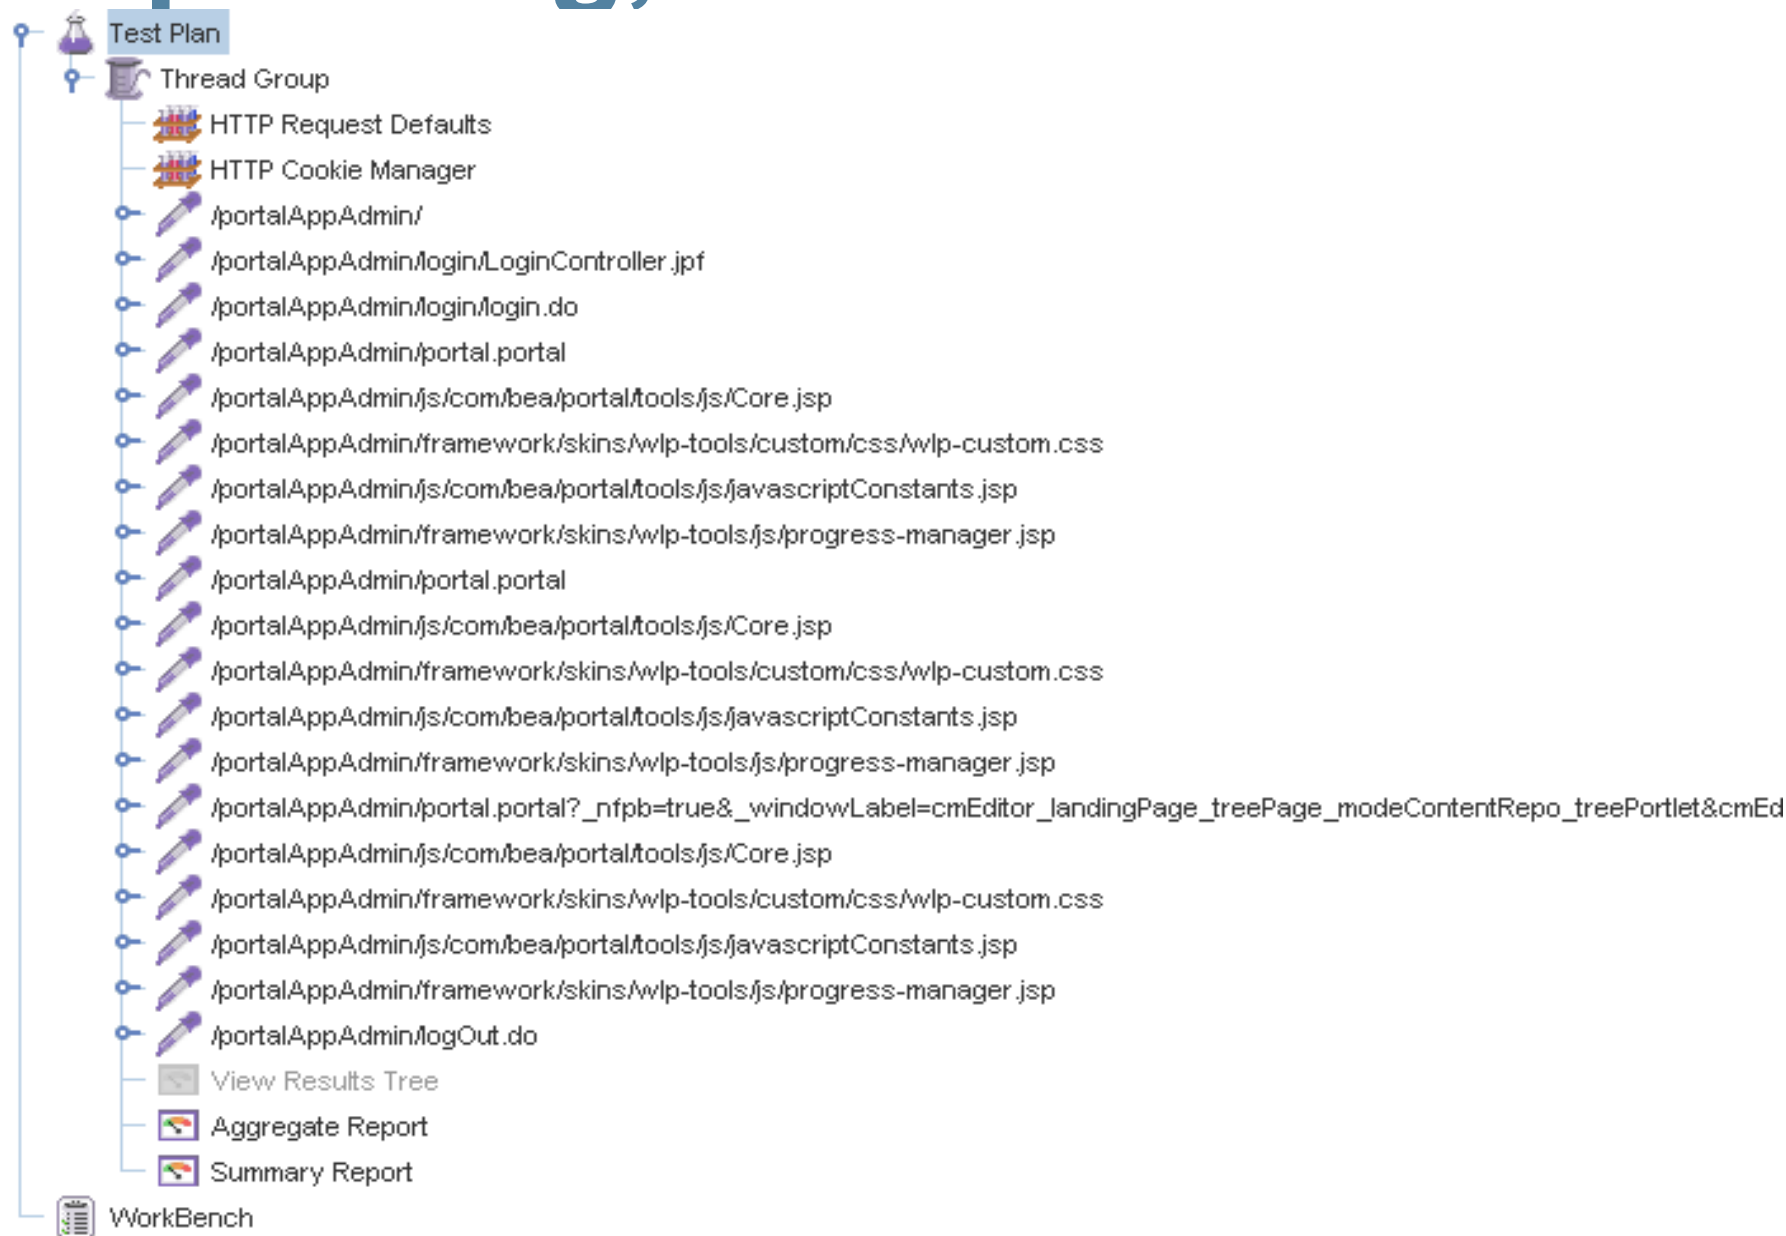 Test Plan
Thread Group
HTTP Request Defaults
HTTP Cookie Manager
/portalAppAdmin/
/portalAppAdmin/login/LoginController.jpf
/portalAppAdmin/login/login.do
/portalAppAdmin/portal.portal
/portalAppAdmin/js/com/bea/portal/tools/js/Core.jsp
/portalAppAdmin/framework/skins/wlp-tools/custom/css/wlp-custom.css
/portalAppAdmin/js/com/bea/portal/tools/js/javascriptConstants.jsp
/portalAppAdmin/framework/skins/wlp-tools/js/progress-manager.jsp
/portalAppAdmin/portal.portal
/portalAppAdmin/js/com/bea/portal/tools/js/Core.jsp
/portalAppAdmin/framework/skins/wlp-tools/custom/css/wlp-custom.css
/portalAppAdmin/js/com/bea/portal/tools/js/javascriptConstants.jsp
/portalAppAdmin/framework/skins/wlp-tools/js/progress-manager.jsp
/portalAppAdmin/portal.portal?_nfpb=true&_windowLabel=cmEditor_landingPage_treePage_modeContentRepo_treePortlet&cmEd
/portalAppAdmin/js/com/bea/portal/tools/js/Core.jsp
/portalAppAdmin/framework/skins/wlp-tools/custom/css/wlp-custom.css
/portalAppAdmin/js/com/bea/portal/tools/js/javascriptConstants.jsp
/portalAppAdmin/framework/skins/wlp-tools/js/progress-manager.jsp
/portalAppAdmin/logOut.do
View Results Tree
Aggregate Report
Summary Report
WorkBench